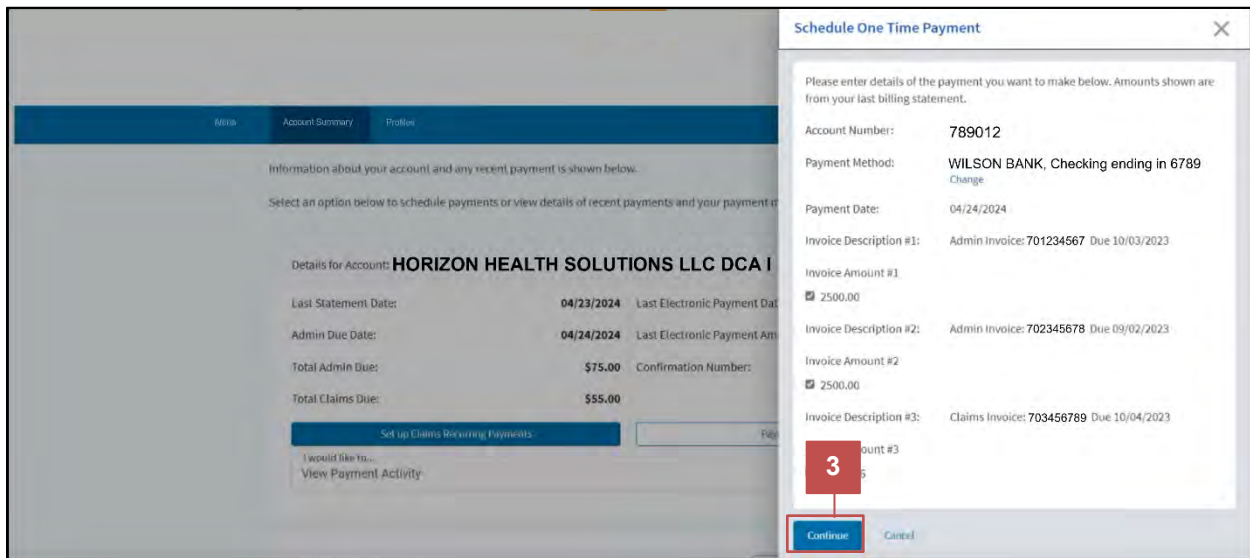 Menu Account Summary Profiles
Information about your account and any recent payment is shown below.
Select an option below to schedule payments or view details of recent payments and your payment
Details for Account: HORIZON HEALTH SOLUTIONS LLC DCA I
Last Statement Date: 04/23/2024 Last Electronic Payment Dat
Admin Due Date: 04/24/2024 Last Electronic Payment Am
Total Admin Due: $75.00 Confirmation Number:
Total Claims Due: $55.00
Set up Claims Recurring Payments
I would like to...
View Payment Activity
Schedule One Time Payment
Please enter details of the payment you want to make below. Amounts shown are
from your last billing statement.
Account Number: 789012
Payment Method: WILSON BANK, Checking ending in 6789
Change
Payment Date: 04/24/2024
Invoice Description #1: Admin Invoice: 701234567 Due 10/03/2023
Invoice Amount #1
2500.00
Invoice Description #2: Admin Invoice: 702345678 Due 09/02/2023
Invoice Amount #2
2500.00
Invoice Description #3: Claims Invoice: 703456789 Due 10/04/2023
ount #3
3
Continue Cancel